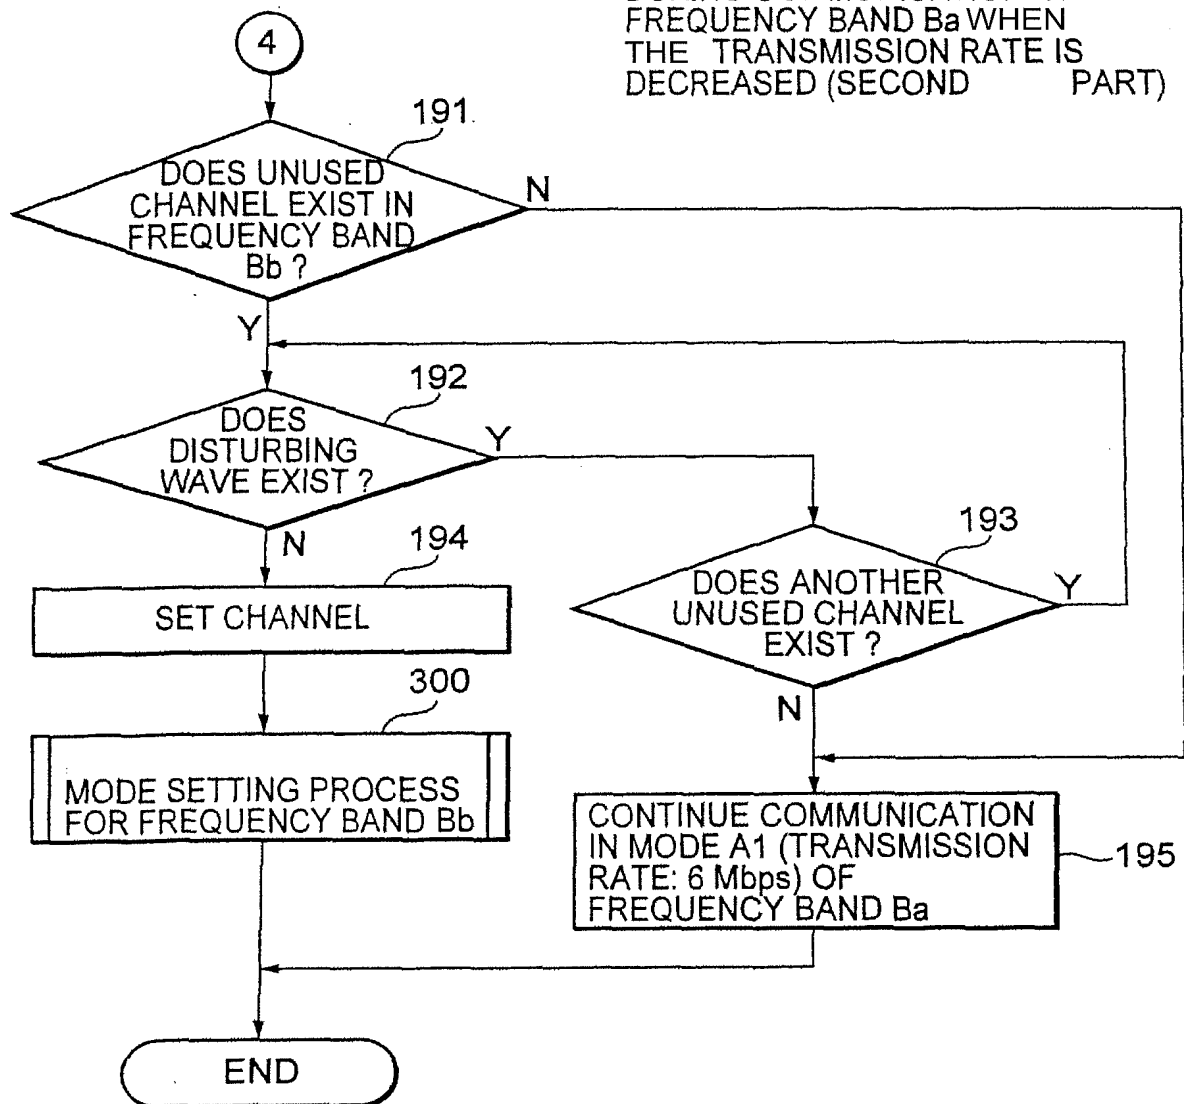 FREQUENCY BAND Ba WHEN
THE TRANSMISSION RATE IS
DECREASED (SECOND PART)
4
191
DOES UNUSED
CHANNEL EXIST IN
FREQUENCY BAND
Bb ?
N
Y
192
DOES
DISTURBING
WAVE EXIST ?
Y
N
193
DOES ANOTHER
UNUSED CHANNEL
EXIST ?
Y
N
194
SET CHANNEL
300
MODE SETTING PROCESS
FOR FREQUENCY BAND Bb
CONTINUE COMMUNICATION
IN MODE A1 (TRANSMISSION
RATE: 6 Mbps) OF
FREQUENCY BAND Ba
195
END